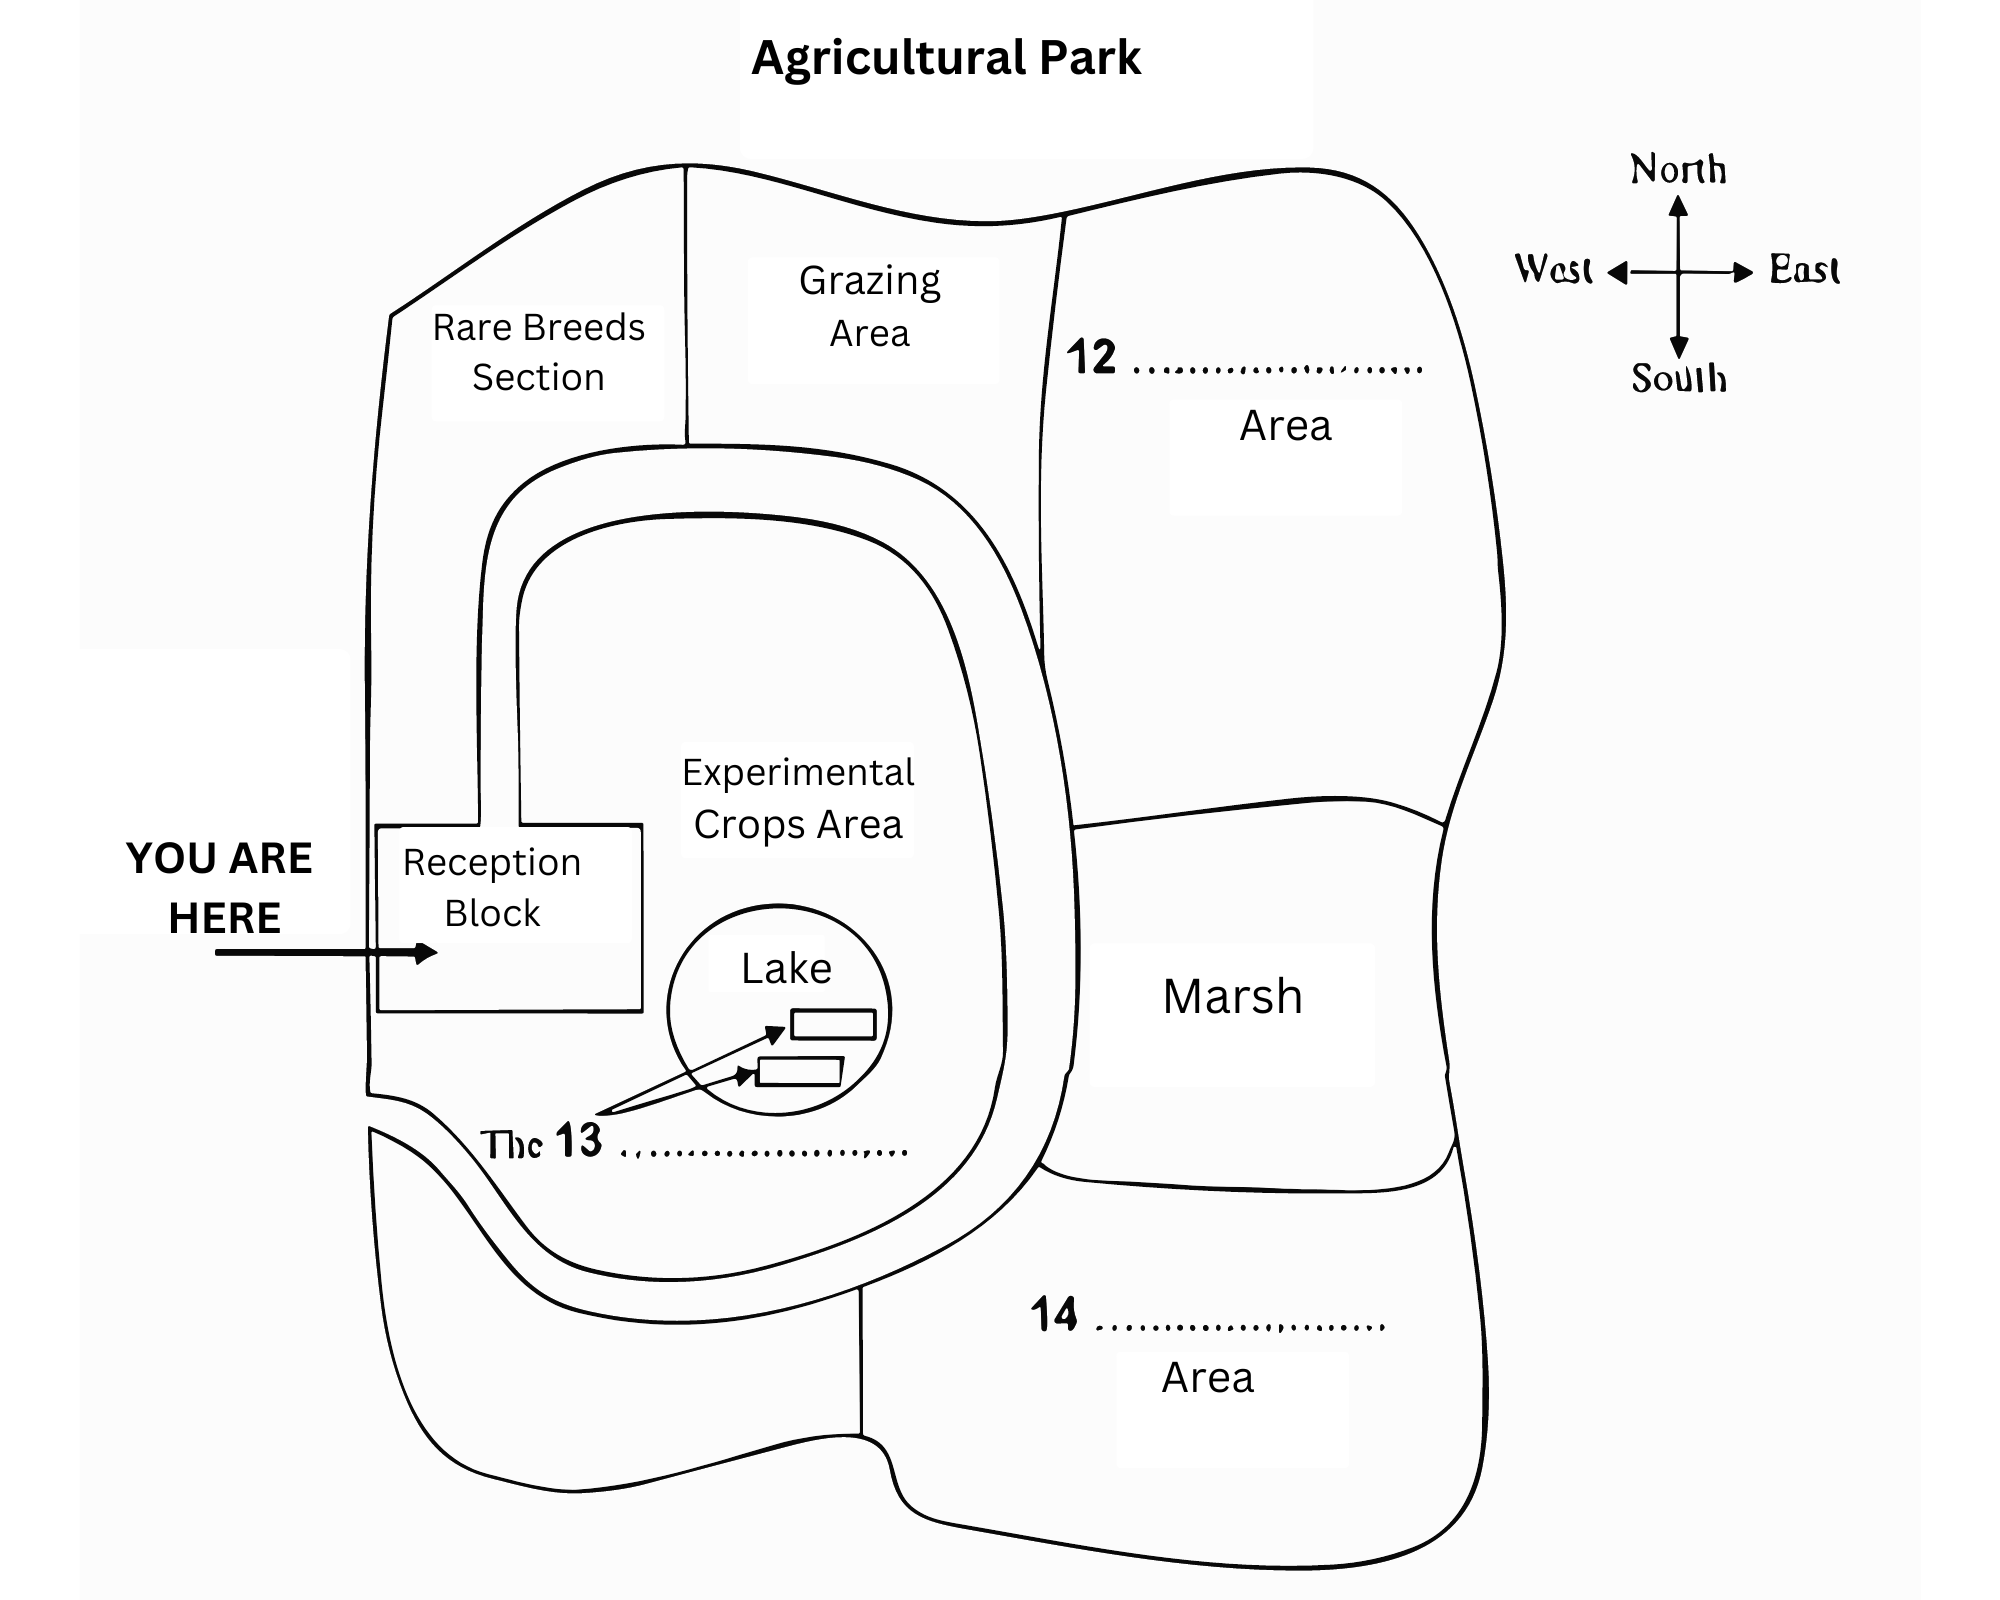 Agricultural Park
North
West East
South
Grazing
Area
Rare Breeds
Section
12 ........................
Area
Experimental
Crops Area
YOU ARE
HERE
Reception
Block
Lake
Marsh
The 13 ........................
14 ........................
Area